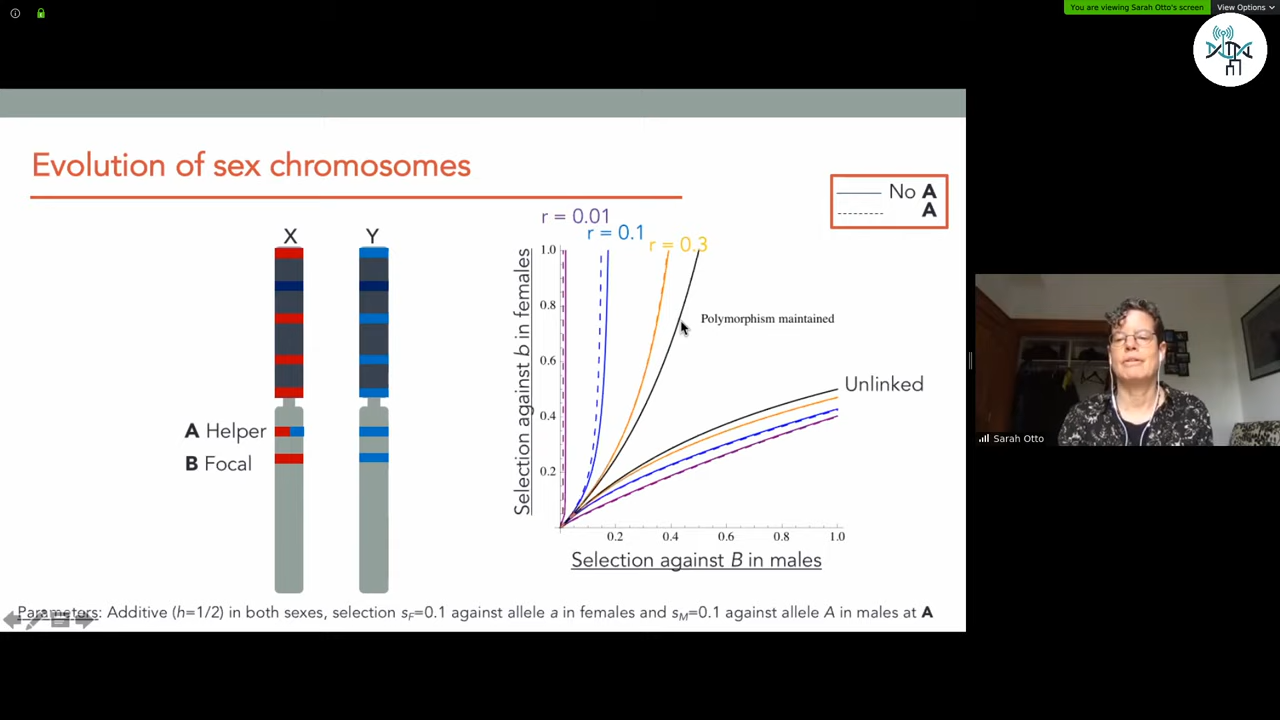 You are viewing Sarah Otto's screen
View Options
Evolution of sex chromosomes
No A
A
X
Y
A Helper
B Focal
r = 0.01
r = 0.1
r = 0.3
Selection against b in females
1.0
0.8
0.6
0.4
0.2
Polymorphism maintained
Unlinked
0.2
0.4
0.6
0.8
1.0
Selection against B in males
Parameters: Additive (h=1/2) in both sexes, selection sF=0.1 against allele a in females and sM=0.1 against allele A in males at A
Sarah Otto